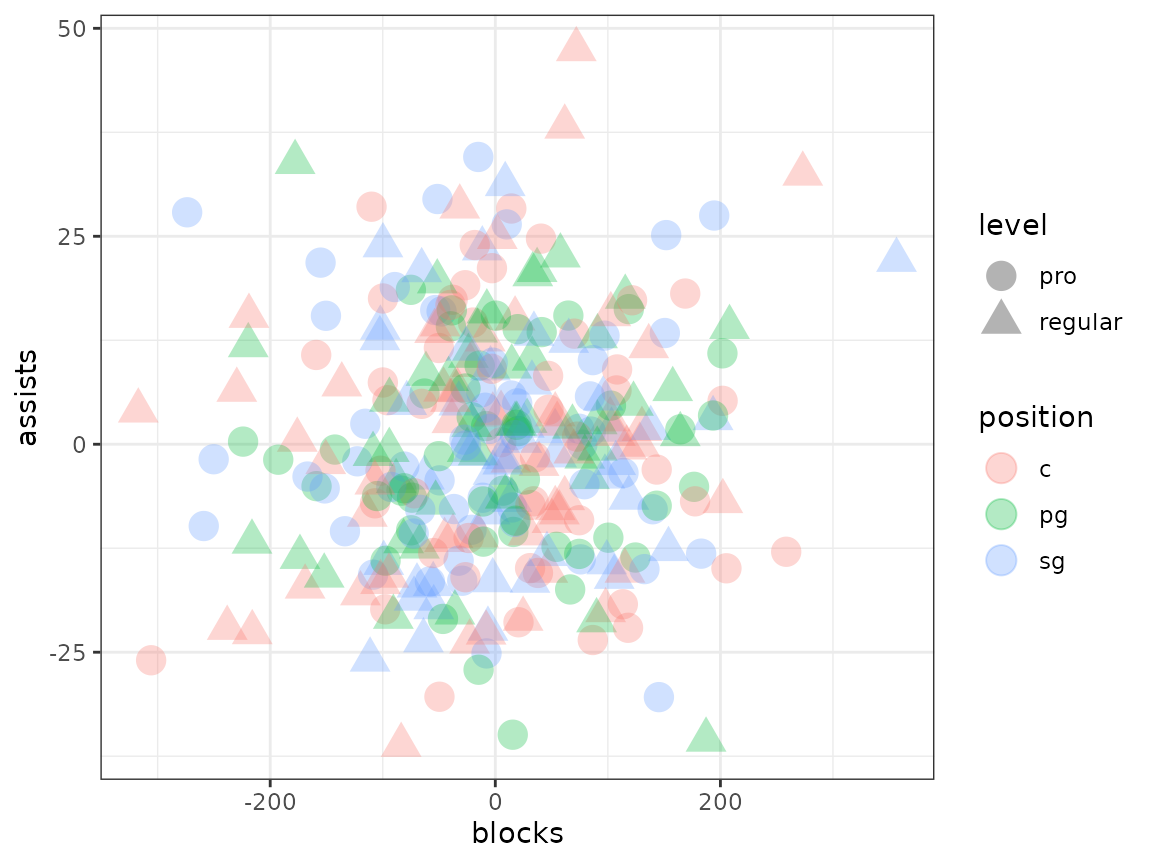 50
25
0
-25
assists
-200 0 200
blocks
level
pro
regular
position
c
pg
sg